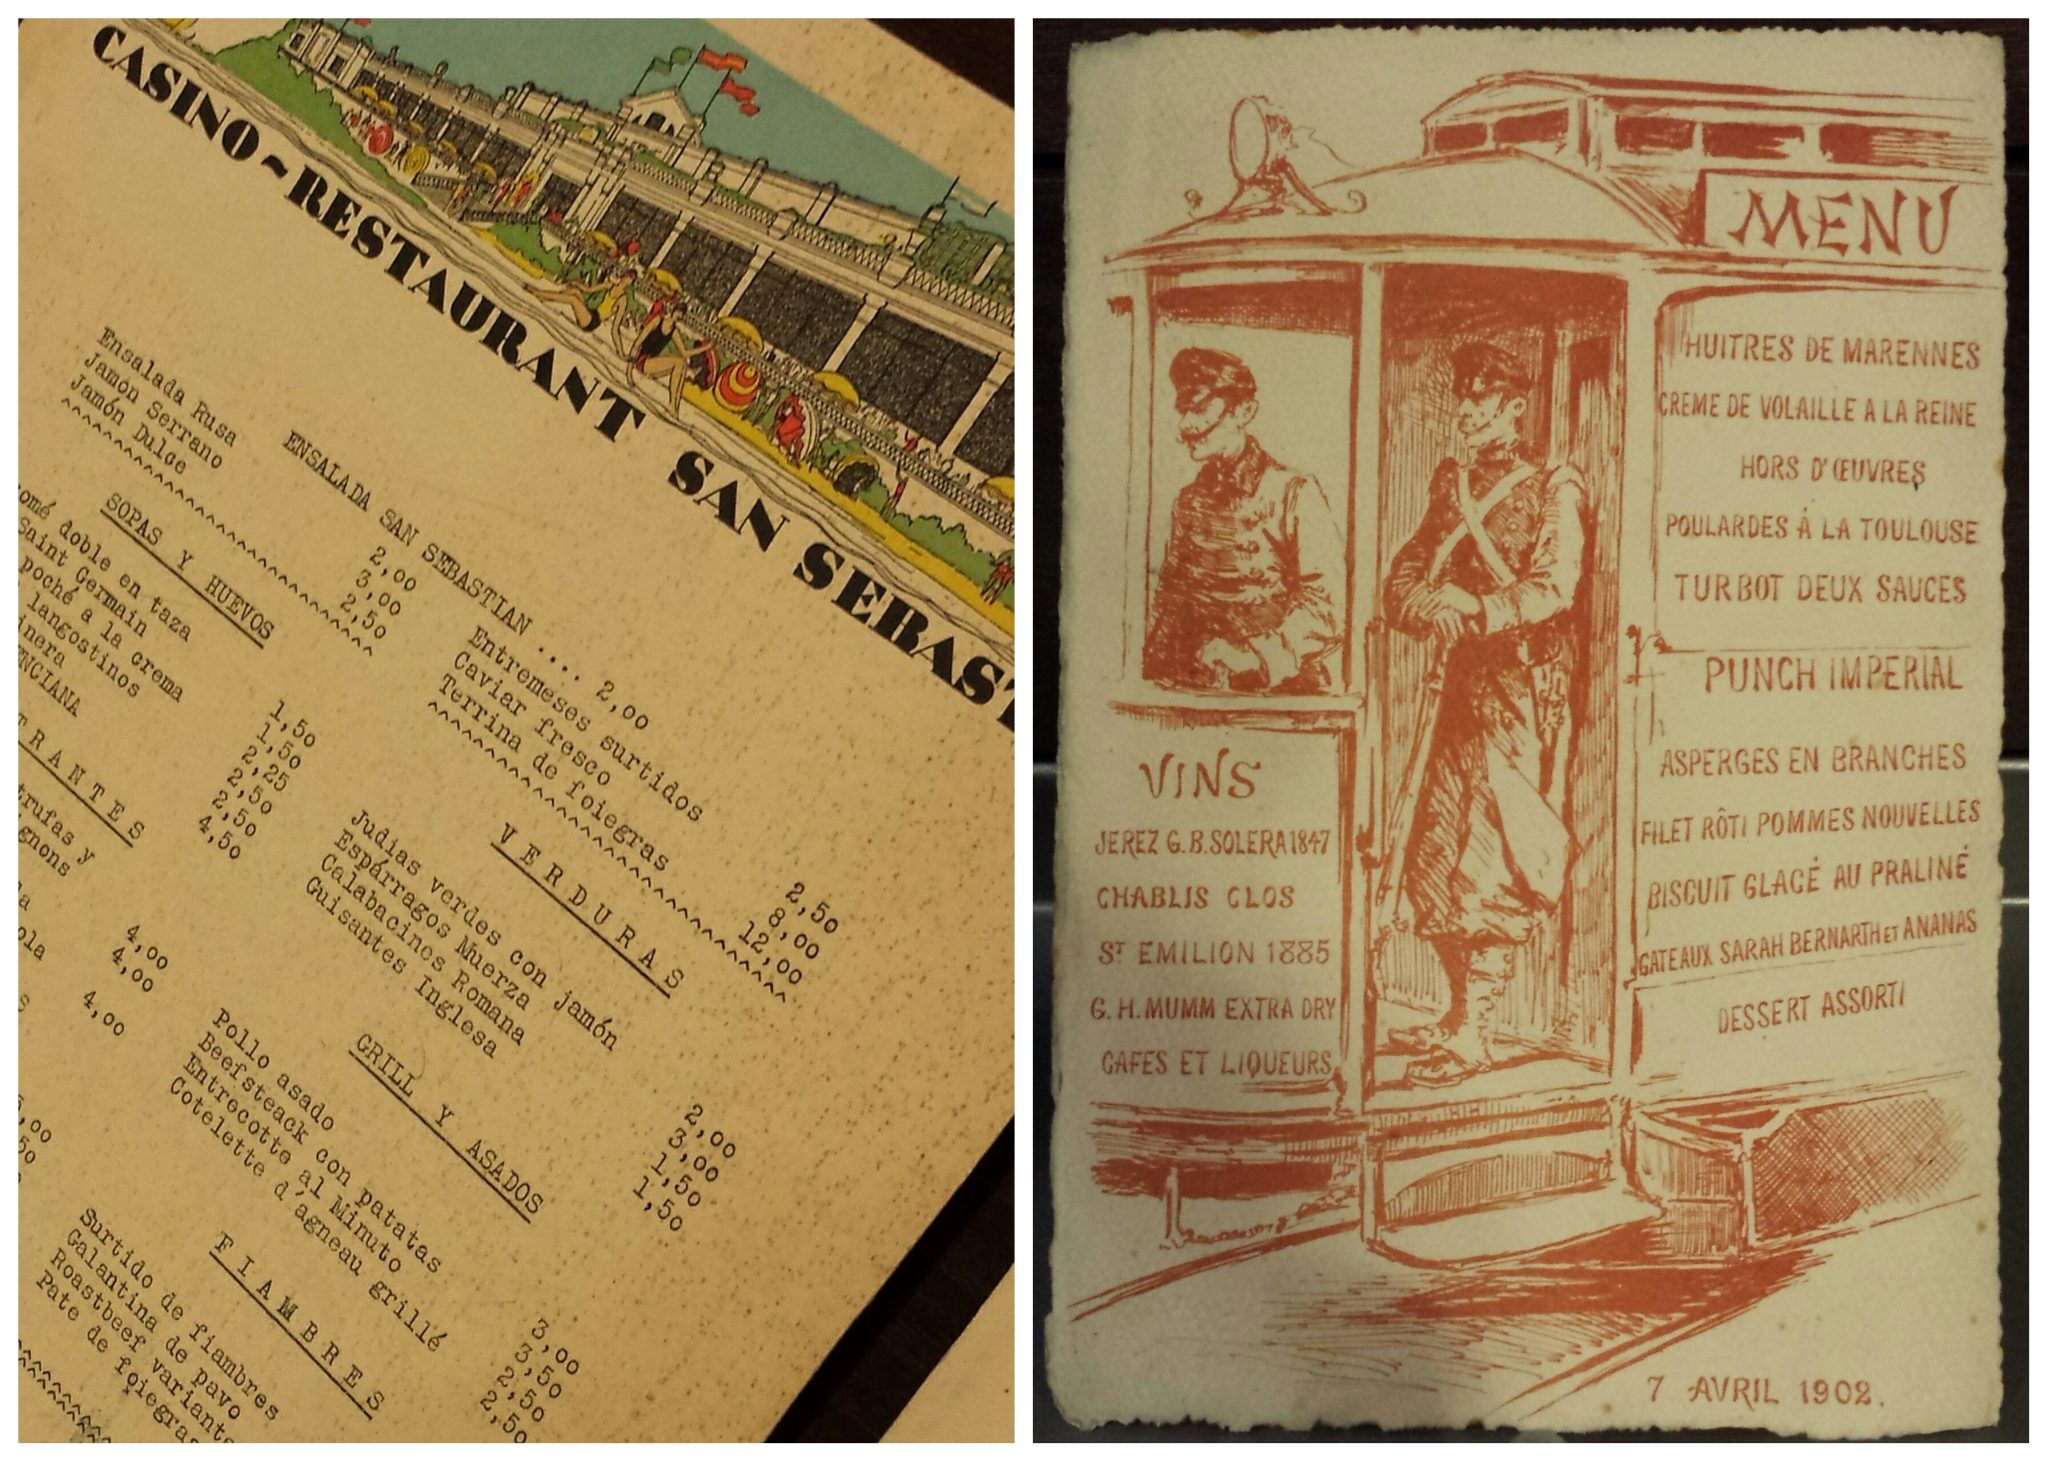 CASINO~RESTAURANT SAN SEBAS
ENSALADA SAN SEBASTIAN ... 2,00
Ensalada Rusa 2,00
Jamón Serrano 3,00
Jamón Dulce 2,50
Entremeses surtidos 2,50
Caviar fresco 8,00
Terrina de foiegras 12,00
SOPAS Y HUEVOS
doble en taza 1,50
Saint Germain 1,50
poché a la crema 2,25
langostinos 2,50
2,50
4,50
VERDURAS
Judias verdes con jamón 2,00
Espárragos Muerza 3,00
Calabacines Romana 1,50
Guisantes Inglesa 1,50
trufas y
4,00
4,00
4,00
GRILL Y ASADOS
Pollo asado 3,00
Beefsteack con patatas 3,50
Entrecotte al Minuto 2,50
Cotelette d'agneau grillé 2,50
FIAMBRES
Surtido de fiambres
Galantina de pavo
Roastbeef
Pate de foiegras
MENU
HUITRES DE MARENNES
CREME DE VOLAILLE A LA REINE
HORS D'ŒUVRES
POULARDES À LA TOULOUSE
TURBOT DEUX SAUCES
PUNCH IMPERIAL
ASPERGES EN BRANCHES
FILET RÔTI POMMES NOUVELLES
BISCUIT GLACÉ AU PRALINÉ
GATEAUX SARAH BERNARTH ET ANANAS
DESSERT ASSORTI
VINS
JEREZ G.B. SOLERA 1847
CHABLIS CLOS
ST EMILION 1885
G. H. MUMM EXTRA DRY
CAFES ET LIQUEURS
7 AVRIL 1902.